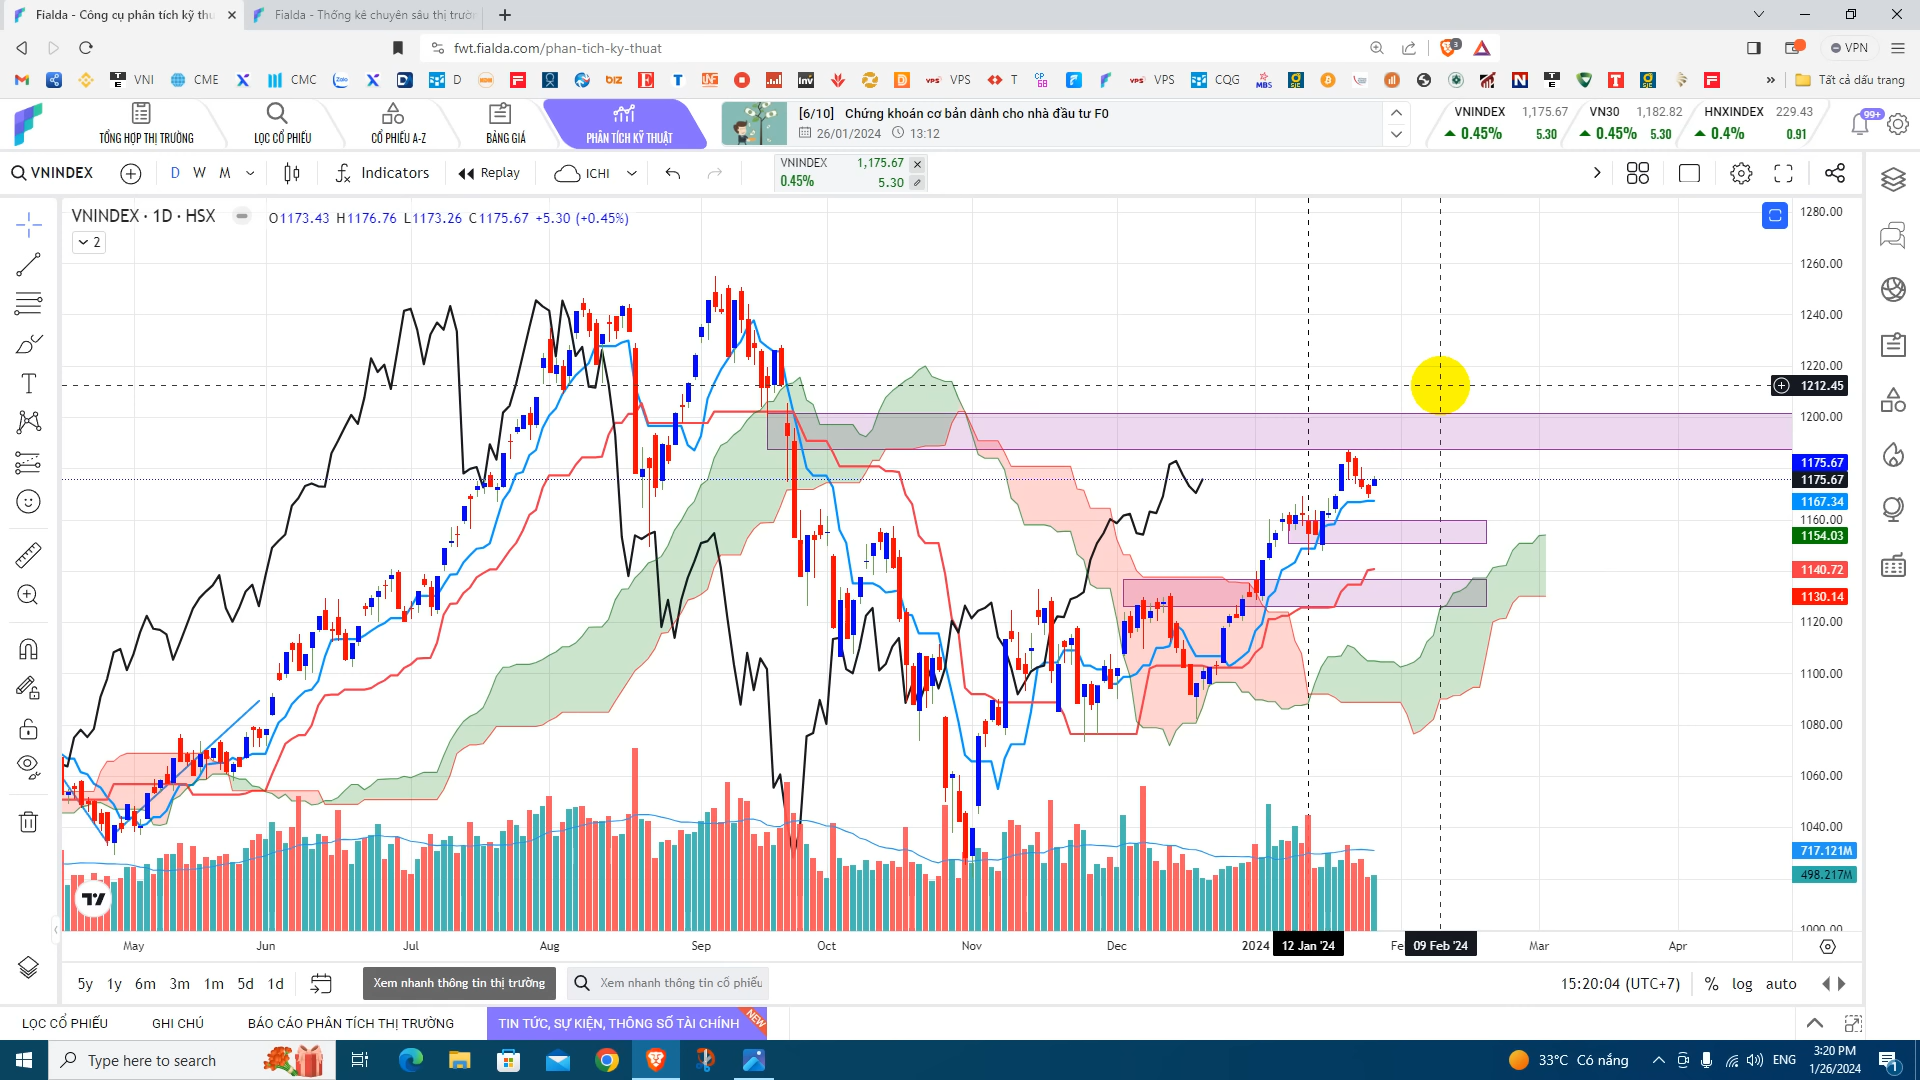 Fialda - Công cụ phân tích kỹ thu
Fialda - Thống kê chuyên sâu thị trườ
fwt.fialda.com/phan-tich-ky-thuat
3
VPN
VNI
CME
CMC
D
biz
Inv
VPS
T
VPS
CQG
MBS
Tất cả dấu trang
TỔNG HỢP THỊ TRƯỜNG
LỌC CỔ PHIẾU
CỔ PHIẾU A-Z
BẢNG GIÁ
PHÂN TÍCH KỸ THUẬT
[6/10] Chứng khoán cơ bản dành cho nhà đầu tư F0
26/01/2024 13:12
VNINDEX 1,175.67
0.45% 5.30
VN30 1,182.82
0.45% 5.30
HNXINDEX 229.43
0.4% 0.91
99+
VNINDEX
D W M
Indicators
Replay
ICHI
VNINDEX 1,175.67
0.45% 5.30
VNINDEX · 1D · HSX
O1173.43 H1176.76 L1173.26 C1175.67 +5.30 (+0.45%)
2
1280.00
1260.00
1240.00
1220.00
1212.45
1200.00
1175.67
1175.67
1167.34
1160.00
1154.03
1140.72
1130.14
1120.00
1100.00
1080.00
1060.00
1040.00
717.121M
498.217M
1000.00
May Jun Jul Aug Sep Oct Nov Dec 2024 12 Jan '24 Fe 09 Feb '24 Mar Apr
5y 1y 6m 3m 1m 5d 1d
Xem nhanh thông tin thị trường
Xem nhanh thông tin cổ phiếu
15:20:04 (UTC+7)
% log auto
LỌC CỔ PHIẾU
GHI CHÚ
BÁO CÁO PHÂN TÍCH THỊ TRƯỜNG
TIN TỨC, SỰ KIỆN, THÔNG SỐ TÀI CHÍNH
NEW
Type here to search
33°C Có nắng
ENG
3:20 PM
1/26/2024
1